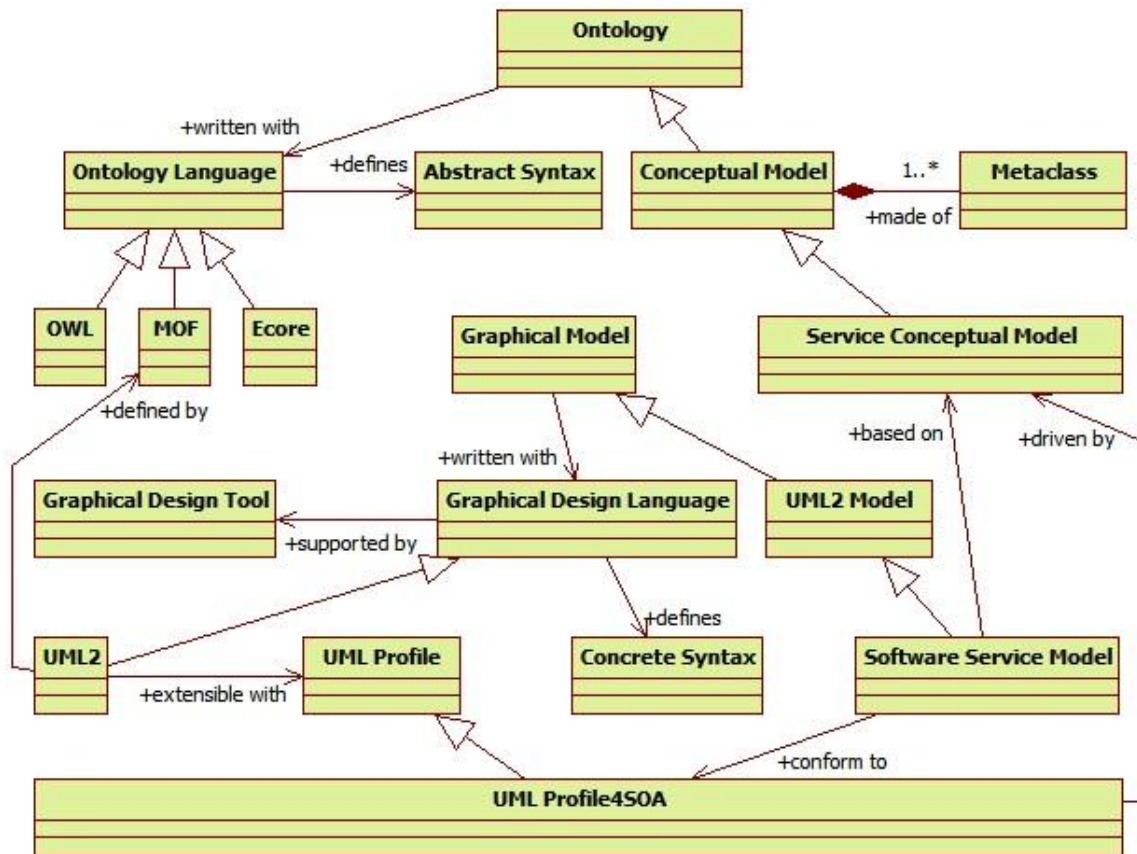 Ontology
+written with
Ontology Language
+defines
Abstract Syntax
Conceptual Model
1..*
+made of
Metaclass
OWL
MOF
Ecore
Graphical Model
Service Conceptual Model
+defined by
+based on
+driven by
+written with
Graphical Design Tool
Graphical Design Language
UML2 Model
+supported by
+defines
UML2
UML Profile
Concrete Syntax
Software Service Model
+extensible with
+conform to
UML Profile4SOA